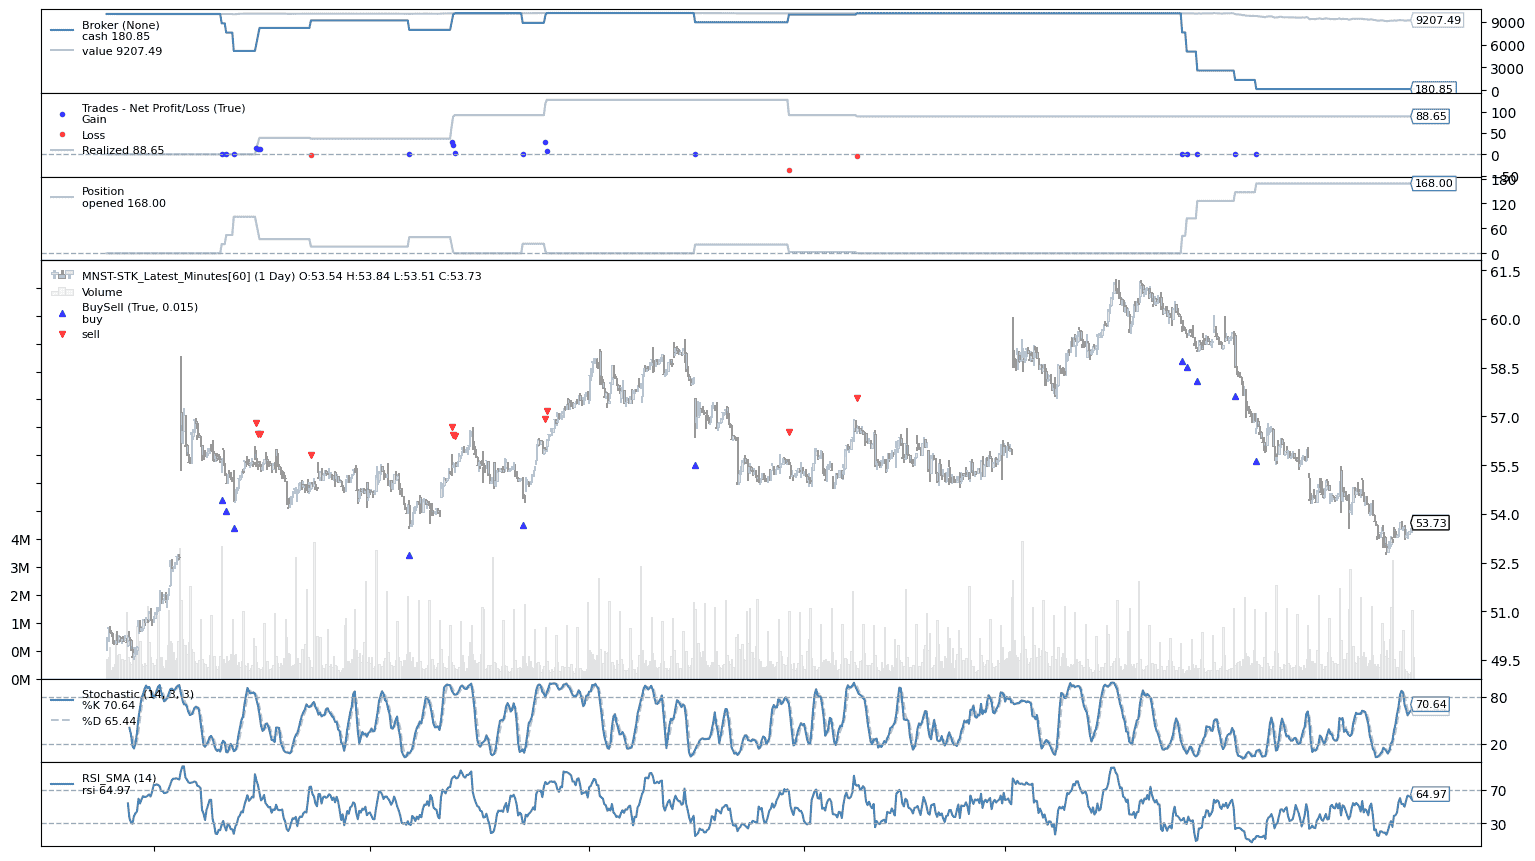 Broker (None)
cash 180.85
value 9207.49
9207.49
180.85
9000
6000
3000
0
Trades - Net Profit/Loss (True)
Gain
Loss
Realized 88.65
88.65
100
50
0
−50
Position
opened 168.00
168.00
180
120
60
0
MNST-STK_Latest_Minutes[60] (1 Day) O:53.54 H:53.84 L:53.51 C:53.73
Volume
BuySell (True, 0.015)
buy
sell
53.73
61.5
60.0
58.5
57.0
55.5
54.0
52.5
51.0
49.5
4M
3M
2M
1M
0M
0M
Stochastic (14, 3, 3)
%K 70.64
%D 65.44
70.64
80
20
RSI_SMA (14)
rsi 64.97
64.97
70
30